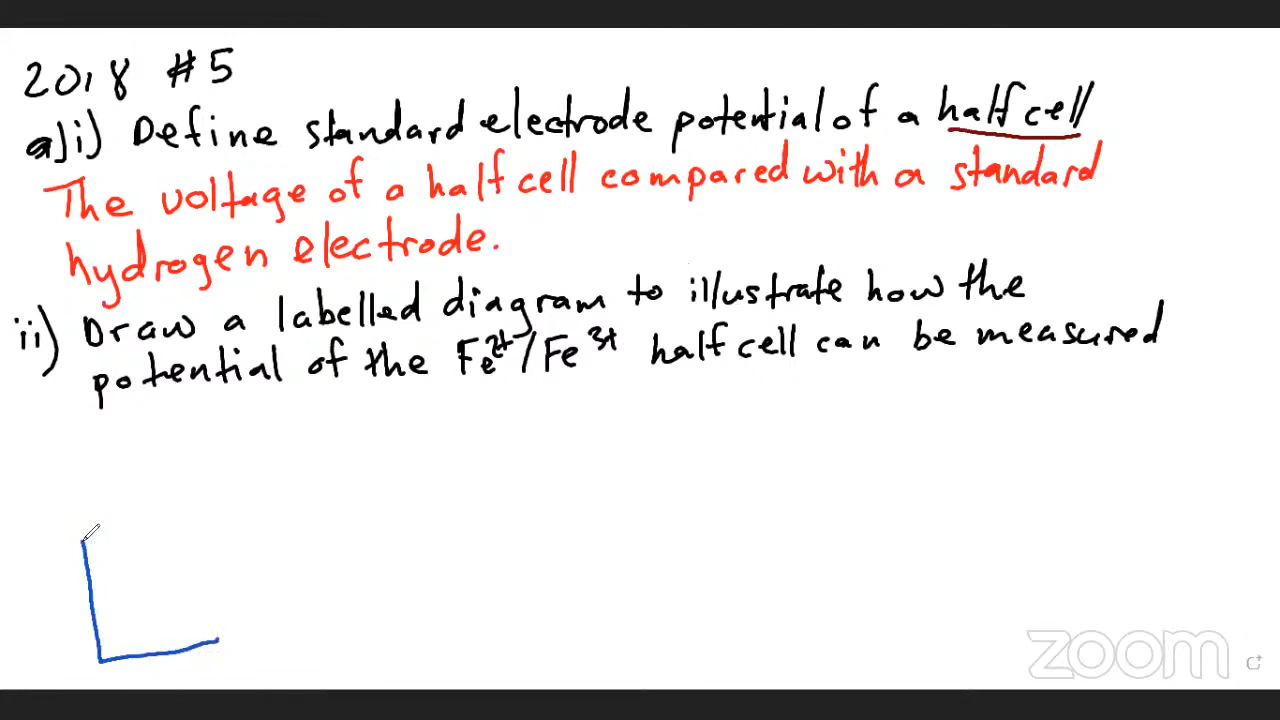 2018 #5
a)i) Define standard electrode potential of a half cell
The voltage of a half cell compared with a standard
hydrogen electrode.
ii) Draw a labelled diagram to illustrate how the
potential of the Fe²⁺/Fe³⁺ half cell can be measured
zoom